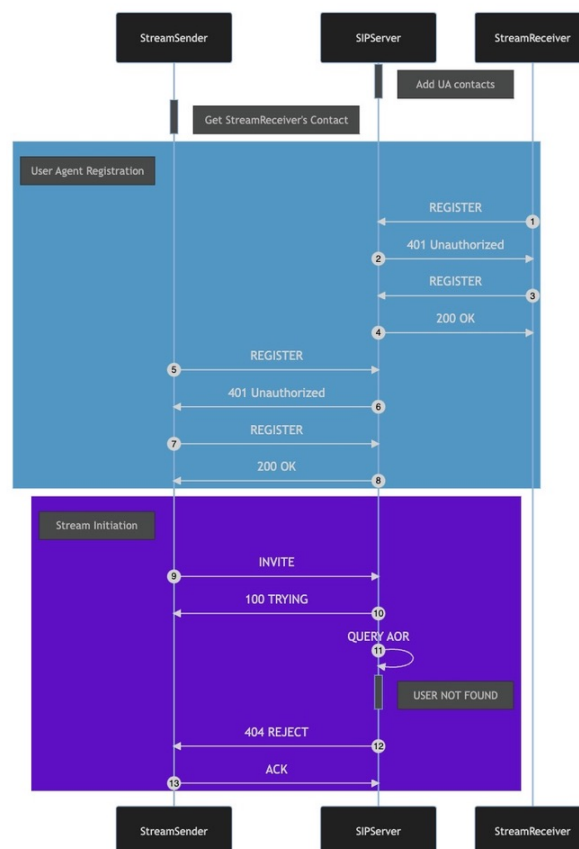 StreamSender SIPServer StreamReceiver
Add UA contacts
Get StreamReceiver's Contact
User Agent Registration
REGISTER
1
401 Unauthorized
2
REGISTER
3
200 OK
4
REGISTER
5
401 Unauthorized
6
REGISTER
7
200 OK
8
Stream Initiation
INVITE
9
100 TRYING
10
QUERY AOR
11
USER NOT FOUND
404 REJECT
12
ACK
13
StreamSender SIPServer StreamReceiver